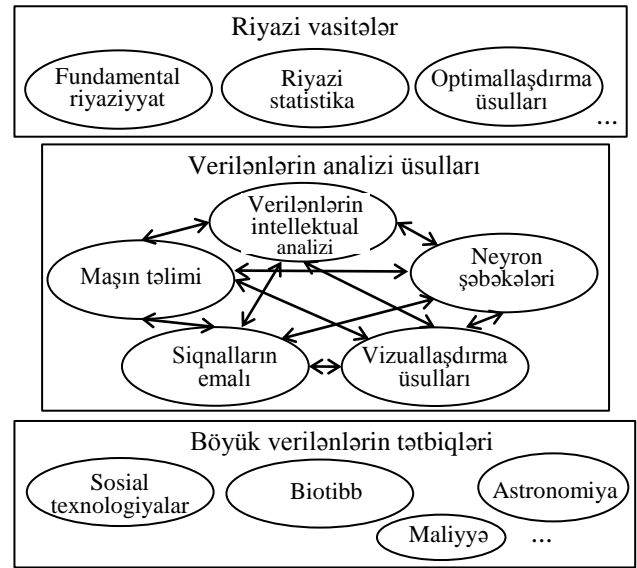 Riyazi vasitələr
Fundamental
riyaziyyat
Riyazi
statistika
Optimallaşdırma
üsulları
...
Verilənlərin analizi üsulları
Verilənlərin
intellektual
analizi
Maşın təlimi
Neyron
şəbəkələri
Siqnalların
emalı
Vizuallaşdırma
üsulları
Böyük verilənlərin tətbiqləri
Sosial
texnologiyalar
Biotibb
Astronomiya
Maliyyə
...